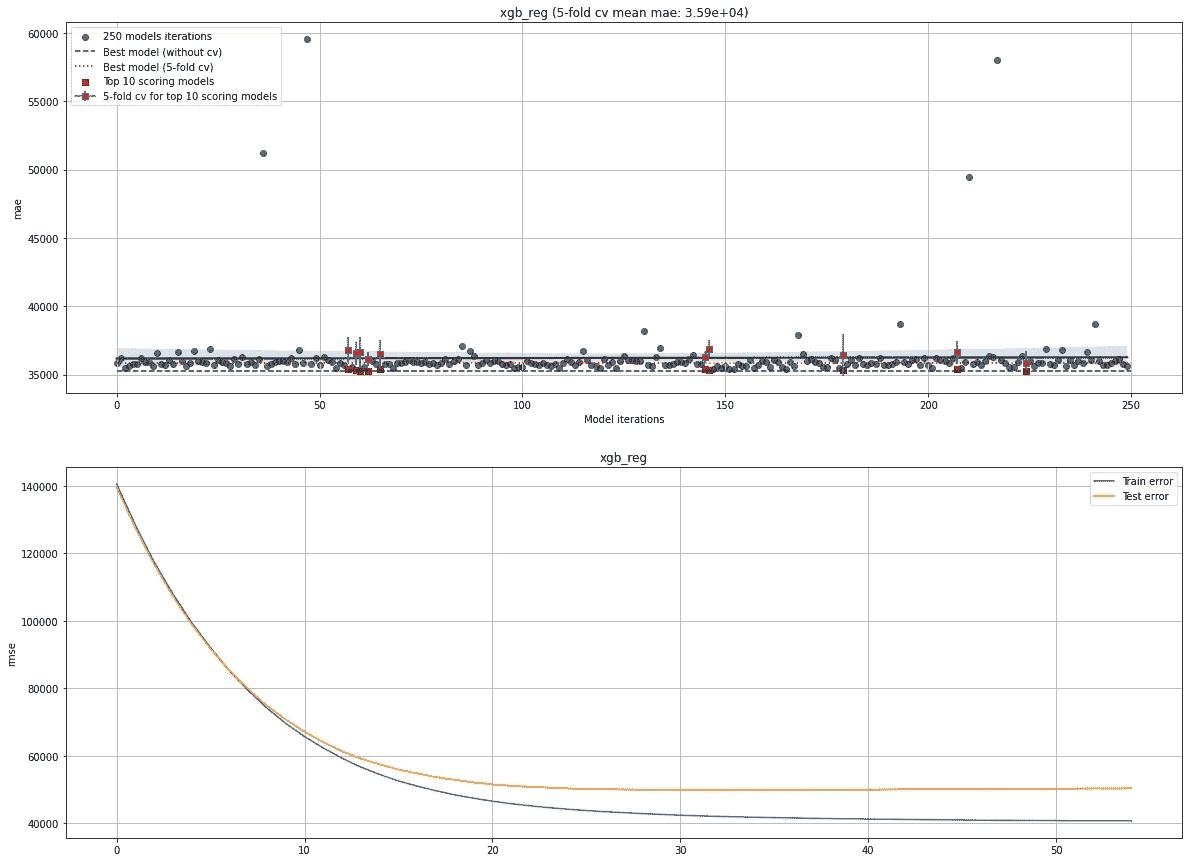 xgb_reg (5-fold cv mean mae: 3.59e+04)
60000
55000
50000
45000
40000
35000
mae
250 models iterations
Best model (without cv)
Best model (5-fold cv)
Top 10 scoring models
5-fold cv for top 10 scoring models
0 50 100 150 200 250
Model iterations
xgb_reg
140000
120000
100000
80000
60000
40000
rmse
Train error
Test error
0 10 20 30 40 50